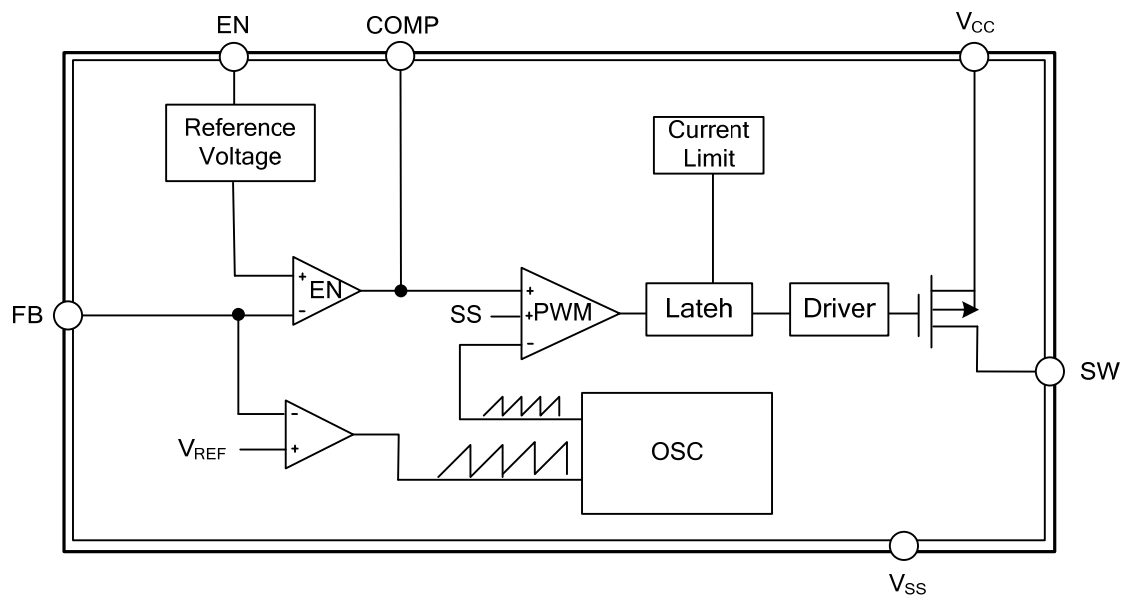 EN
COMP
VCC
Reference
Voltage
Current
Limit
+
EN
-
FB
+
SS
+
PWM
-
Lateh
Driver
SW
-
VREF
+
OSC
VSS